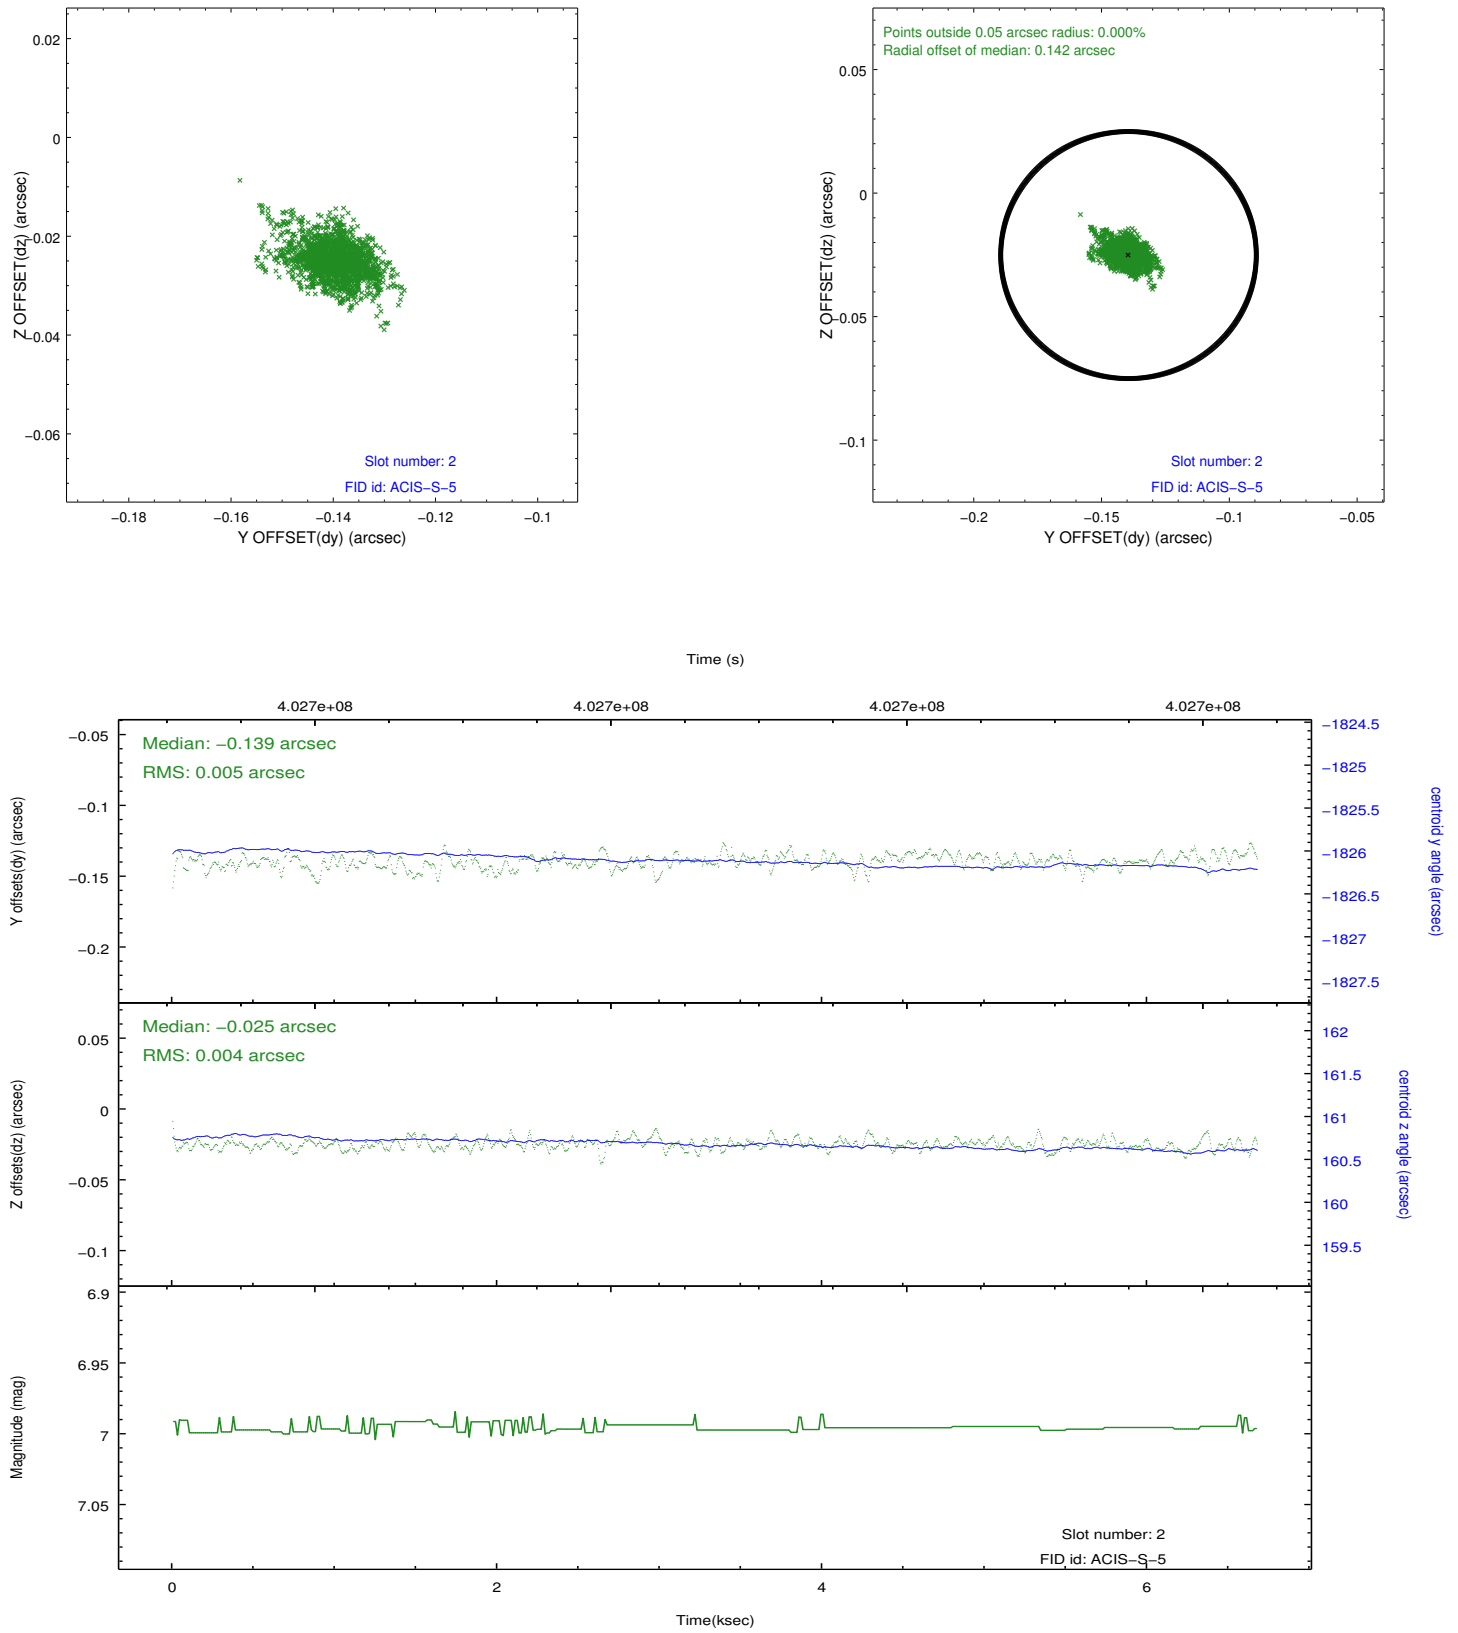 0.02
0
−0.02
−0.04
−0.06
Z OFFSET(dz) (arcsec)
Slot number: 2
FID id: ACIS−S−5
−0.18
−0.16
−0.14
−0.12
−0.1
Y OFFSET(dy) (arcsec)
Points outside 0.05 arcsec radius: 0.000%
Radial offset of median: 0.142 arcsec
0.05
0
−0.05
−0.1
Z OFFSET(dz) (arcsec)
Slot number: 2
FID id: ACIS−S−5
−0.2
−0.15
−0.1
−0.05
Y OFFSET(dy) (arcsec)
Time (s)
4.027e+08
4.027e+08
4.027e+08
4.027e+08
Median: −0.139 arcsec
RMS: 0.005 arcsec
−0.05
−0.1
−0.15
−0.2
Y offsets(dy) (arcsec)
−1824.5
−1825
−1825.5
−1826
−1826.5
−1827
−1827.5
centroid y angle (arcsec)
Median: −0.025 arcsec
RMS: 0.004 arcsec
0.05
0
−0.05
−0.1
Z offsets(dz) (arcsec)
162
161.5
161
160.5
160
159.5
centroid z angle (arcsec)
6.9
6.95
7
7.05
Magnitude (mag)
Slot number: 2
FID id: ACIS−S−5
0
2
4
6
Time(ksec)